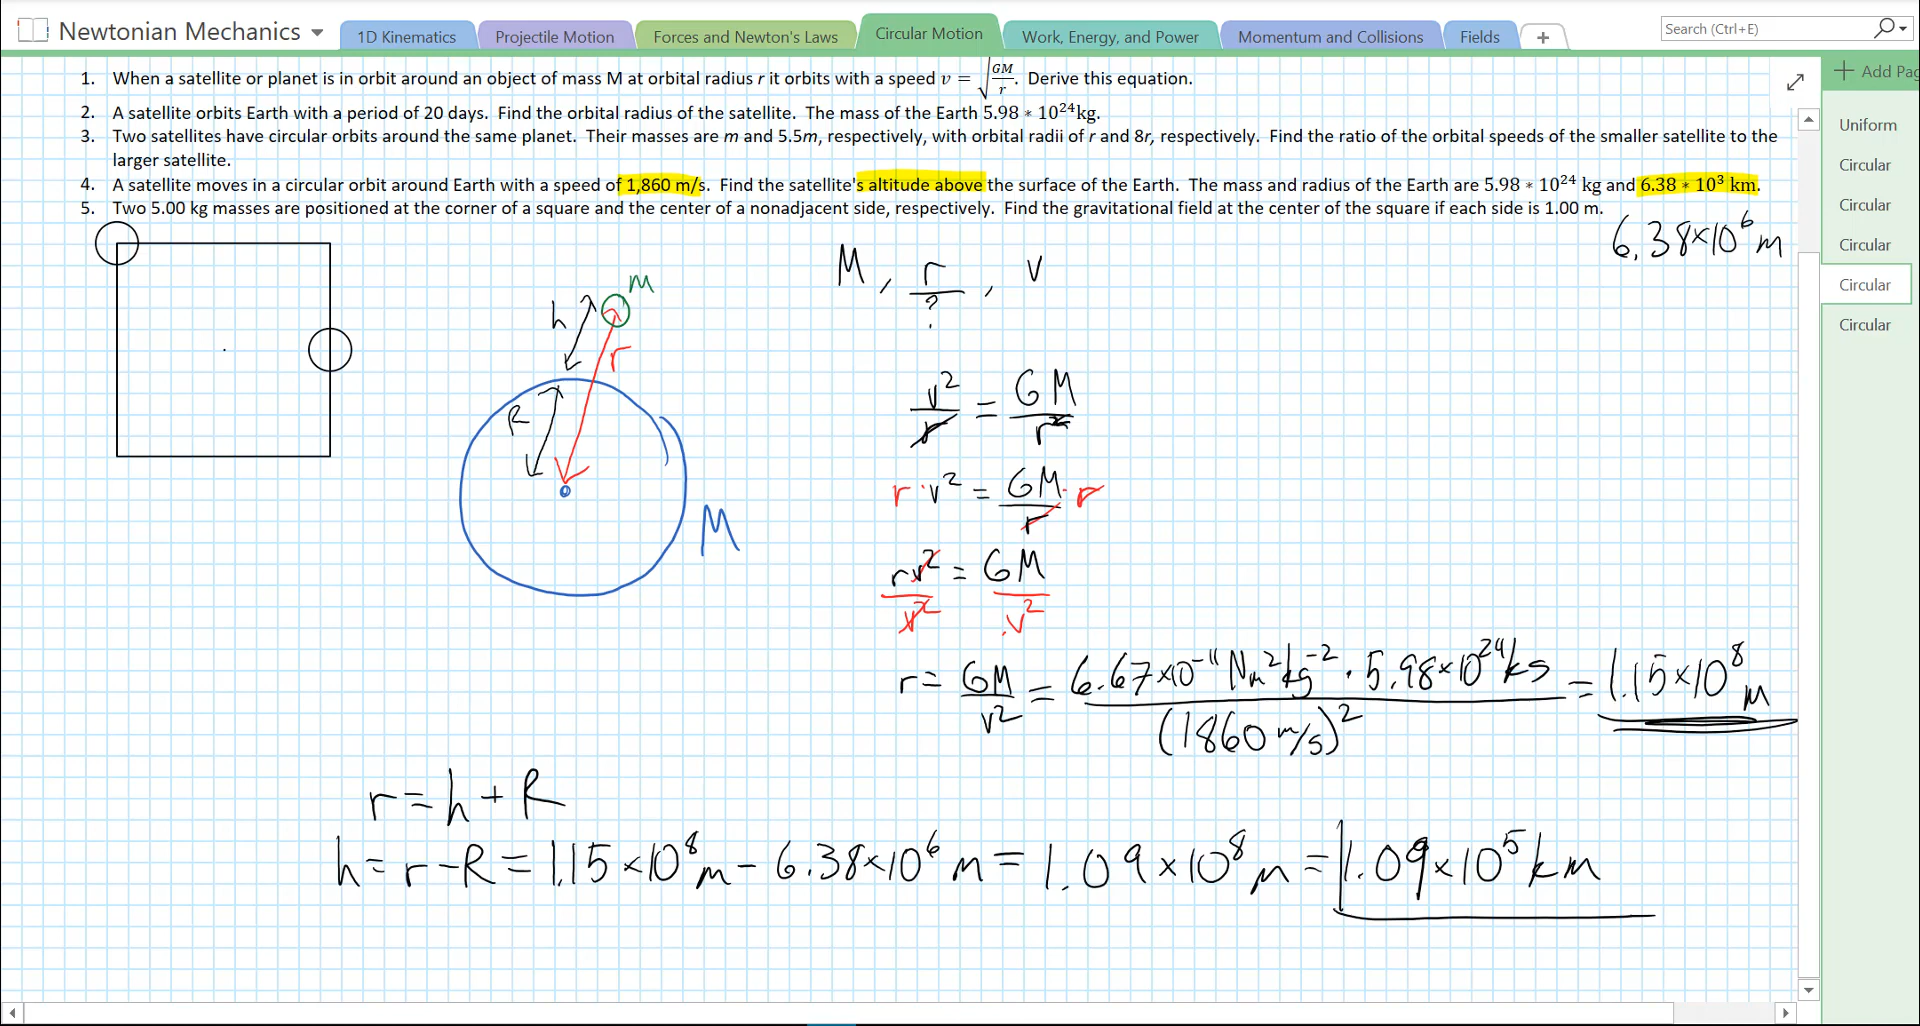 Newtonian Mechanics
1D Kinematics
Projectile Motion
Forces and Newton's Laws
Circular Motion
Work, Energy, and Power
Momentum and Collisions
Fields
+
Search (Ctrl+E)
Add Pag
Uniform
Circular
Circular
Circular
Circular
Circular
1. When a satellite or planet is in orbit around an object of mass M at orbital radius r it orbits with a speed v = √(GM/r). Derive this equation.
2. A satellite orbits Earth with a period of 20 days. Find the orbital radius of the satellite. The mass of the Earth 5.98 * 10²⁴kg.
3. Two satellites have circular orbits around the same planet. Their masses are m and 5.5m, respectively, with orbital radii of r and 8r, respectively. Find the ratio of the orbital speeds of the smaller satellite to the
larger satellite.
4. A satellite moves in a circular orbit around Earth with a speed of 1,860 m/s. Find the satellite's altitude above the surface of the Earth. The mass and radius of the Earth are 5.98 * 10²⁴ kg and 6.38 * 10³ km.
5. Two 5.00 kg masses are positioned at the corner of a square and the center of a nonadjacent side, respectively. Find the gravitational field at the center of the square if each side is 1.00 m.
6.38×10⁶ m
M, r, v
?
h
m
r
R
M
v²/r = GM/r²
r · v² = GM/r · r
rv²/v² = GM/v²
r = GM/v² = 6.67×10⁻¹¹ Nm²kg⁻² · 5.98×10²⁴kg / (1860 m/s)² = 1.15×10⁸ m
r = h + R
h = r − R = 1.15×10⁸ m − 6.38×10⁶ m = 1.09×10⁸ m = 1.09×10⁵ km